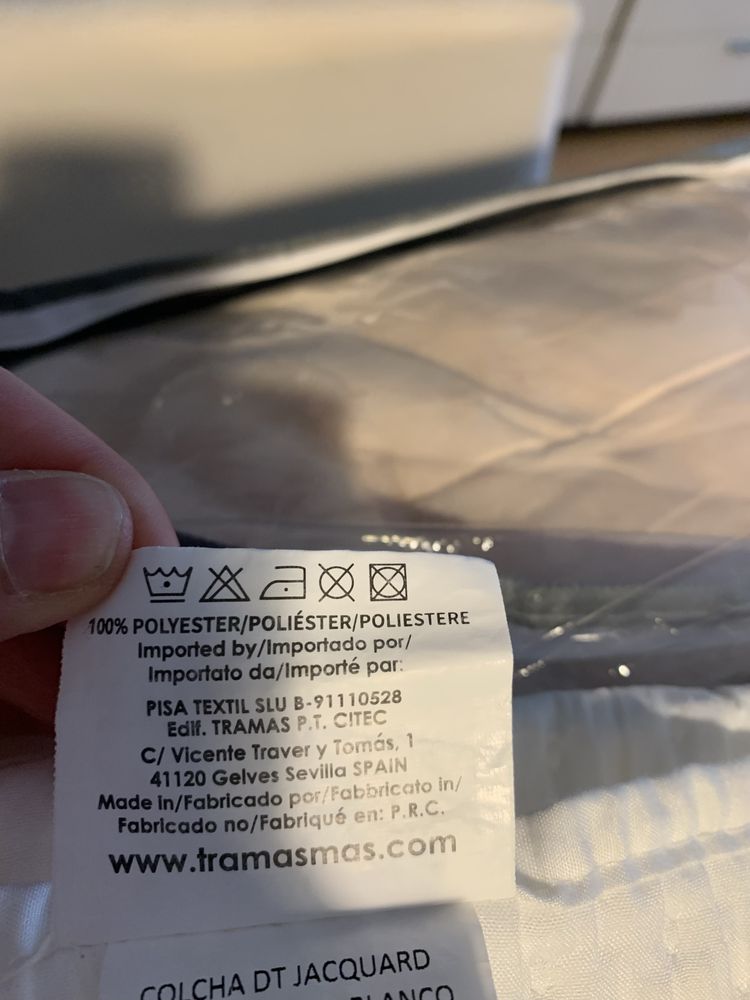 100% POLYESTER/POLIÉSTER/POLIESTERE
Imported by/Importado por/
Importato da/Importé par:
PISA TEXTIL SLU B-91110528
Edif. TRAMAS P.T. CITEC
C/ Vicente Traver y Tomás, 1
41120 Gelves Sevilla SPAIN
Made in/Fabricado por/Fabbricato in/
Fabricado no/Fabriqué en: P.R.C.
www.tramasmas.com
COLCHA DT JACQUARD
BLANCO